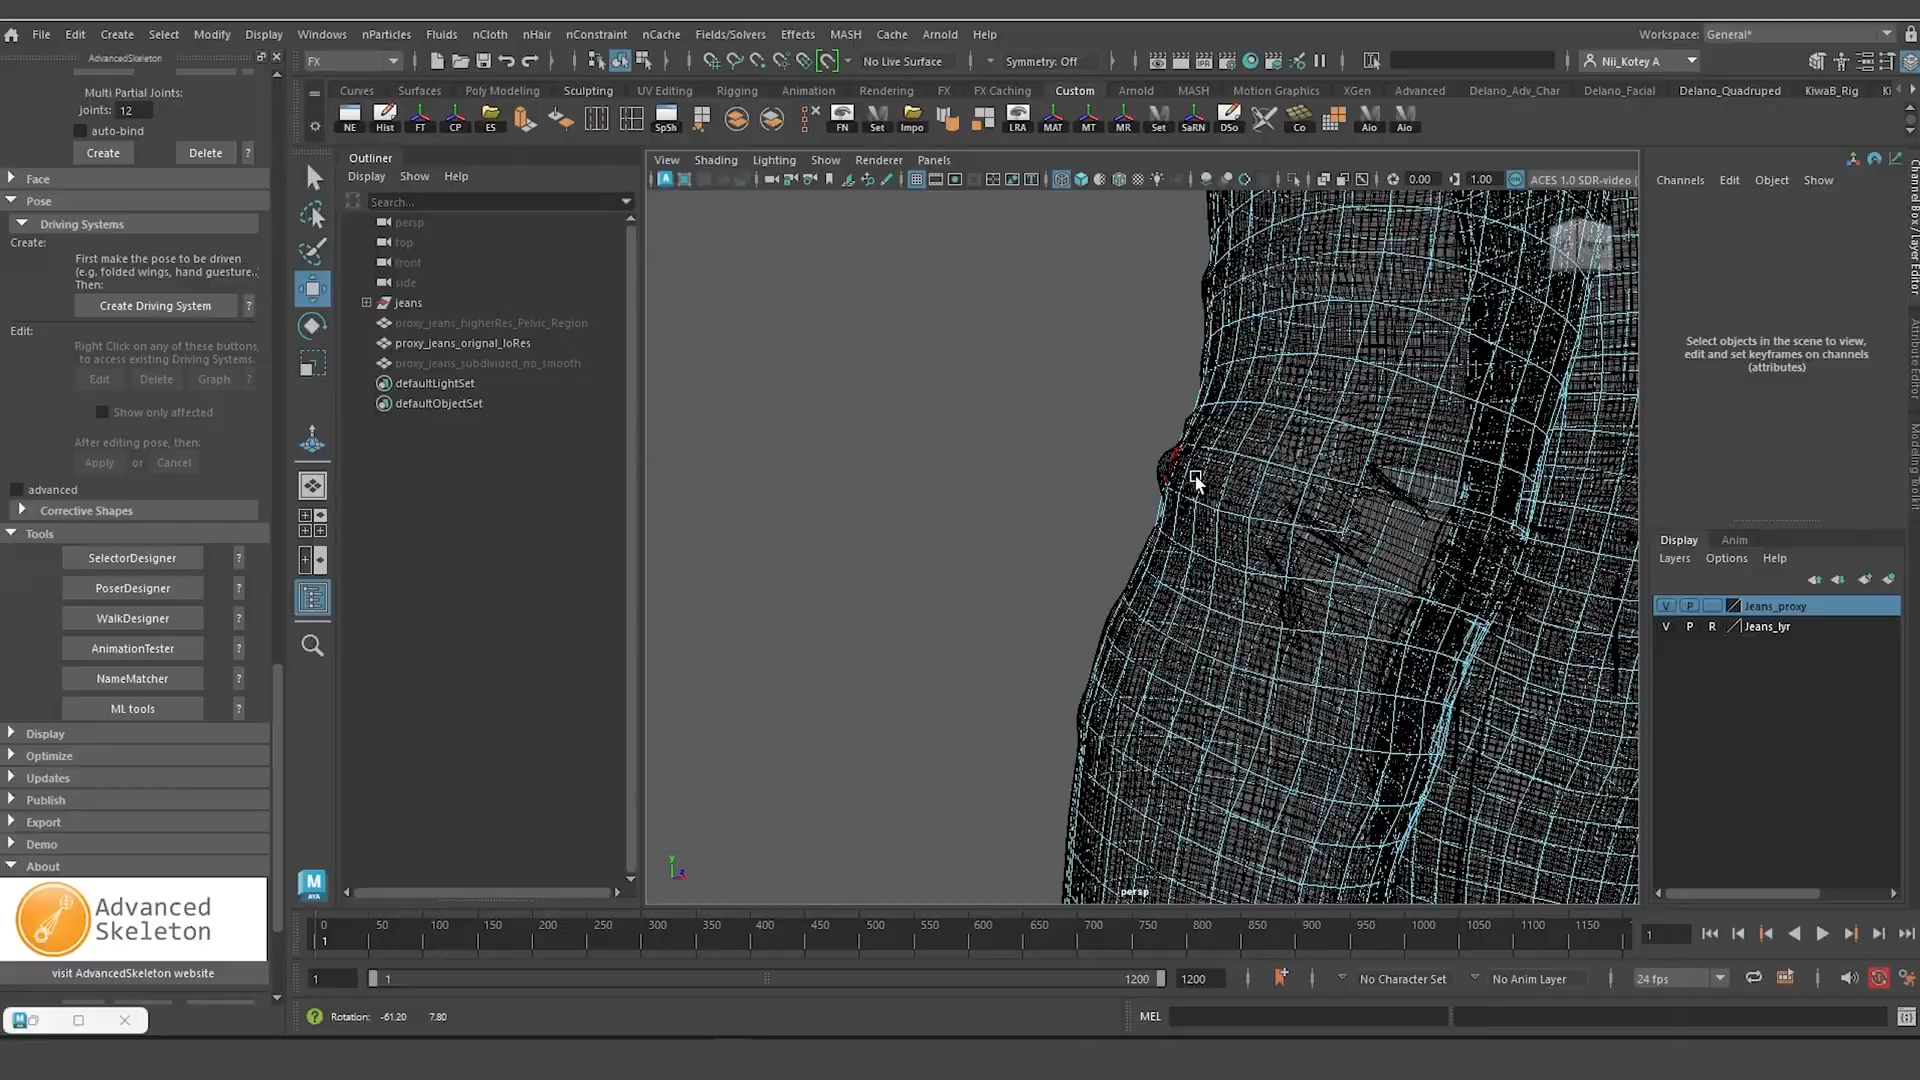 File Edit Create Select Modify Display Windows nParticles Fluids nCloth nHair nConstraint nCache Fields/Solvers Effects MASH Cache Arnold Help
Workspace: General*
AdvancedSkeleton
FX
No Live Surface
Symmetry: Off
Nii_Kotey A
Curves Surfaces Poly Modeling Sculpting UV Editing Rigging Animation Rendering FX FX Caching Custom Arnold MASH Motion Graphics XGen Advanced Delano_Adv_Char Delano_Facial Delano_Quadruped KiwaB_Rig Ki
NE Hist FT CP ES SpSh FN Set Impo LRA MAT MT MR Set SaRN DSo Co Aio Aio
Multi Partial Joints:
joints: 12
auto-bind
Create Delete ?
Face
Pose
Driving Systems
Create:
First make the pose to be driven
(e.g. folded wings, hand guesture..
Then:
Create Driving System ?
Edit:
Right Click on any of these buttons
to access existing Driving Systems.
Edit Delete Graph ?
Show only affected
After editing pose, then:
Apply or Cancel
advanced
Corrective Shapes
Tools
SelectorDesigner ?
PoserDesigner ?
WalkDesigner ?
AnimationTester ?
NameMatcher ?
ML tools ?
Display
Optimize
Updates
Publish
Export
Demo
About
Advanced
Skeleton
visit AdvancedSkeleton website
Outliner
Display Show Help
Search...
persp
top
front
side
jeans
proxy_jeans_higherRes_Pelvic_Region
proxy_jeans_orignal_loRes
proxy_jeans_subdivided_no_smooth
defaultLightSet
defaultObjectSet
M
AYA
View Shading Lighting Show Renderer Panels
0.00 1.00 ACES 1.0 SDR-video (
y
z
persp
Channels Edit Object Show
Select objects in the scene to view,
edit and set keyframes on channels
(attributes)
Channel Box / Layer Editor
Attribute Editor
Modeling Toolkit
Display Anim
Layers Options Help
V P Jeans_proxy
V P R Jeans_lyr
0 50 100 150 200 250 300 350 400 450 500 550 600 650 700 750 800 850 900 950 1000 1050 1100 1150
1
1
1 1 1200 1200
No Character Set
No Anim Layer
24 fps
Rotation: -61.20 7.80
MEL